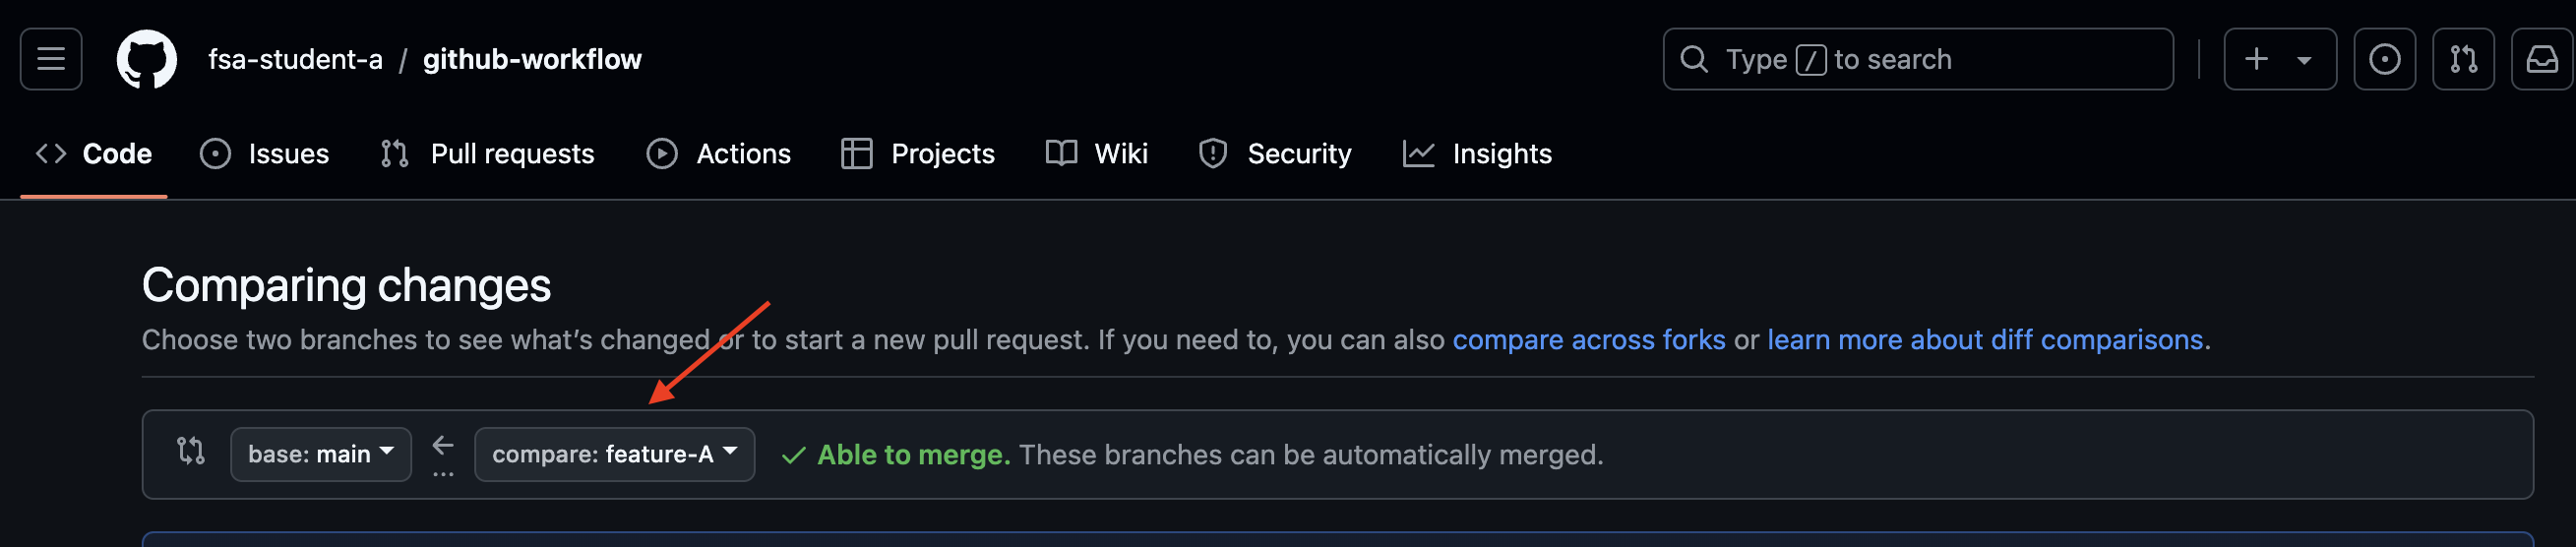 fsa-student-a / github-workflow
Type / to search
Code Issues Pull requests Actions Projects Wiki Security Insights
Comparing changes
Choose two branches to see what’s changed or to start a new pull request. If you need to, you can also compare across forks or learn more about diff comparisons.
base: main ← ... compare: feature-A ✓ Able to merge. These branches can be automatically merged.